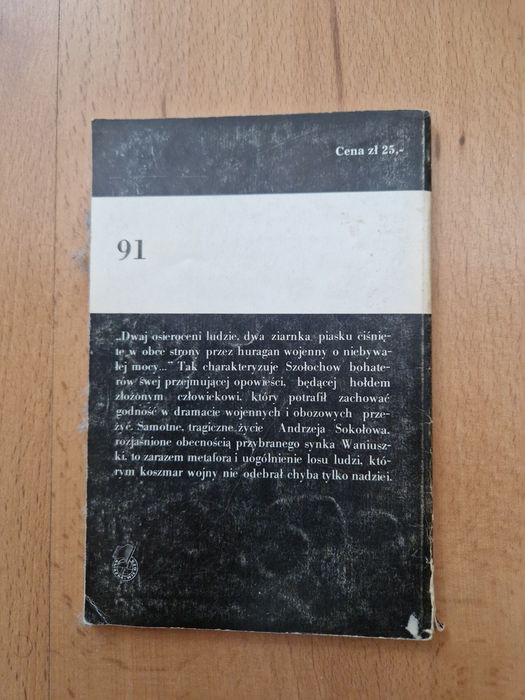 Cena zł 25,-
91
„Dwaj osieroceni ludzie, dwa ziarnka piasku ciśnię-
te w obce strony przez huragan wojenny o niebywa-
łej mocy...” Tak charakteryzuje Szołochow bohate-
rów swej przejmującej opowieści, będącej hołdem
złożonym człowiekowi, który potrafił zachować
godność w dramacie wojennych i obozowych prze-
żyć. Samotne, tragiczne życie Andrzeja Sokołowa,
rozjaśnione obecnością przybranego synka Waniusz-
ki, to zarazem metafora i uogólnienie losu ludzi, któ-
rym koszmar wojny nie odebrał chyba tylko nadziei.